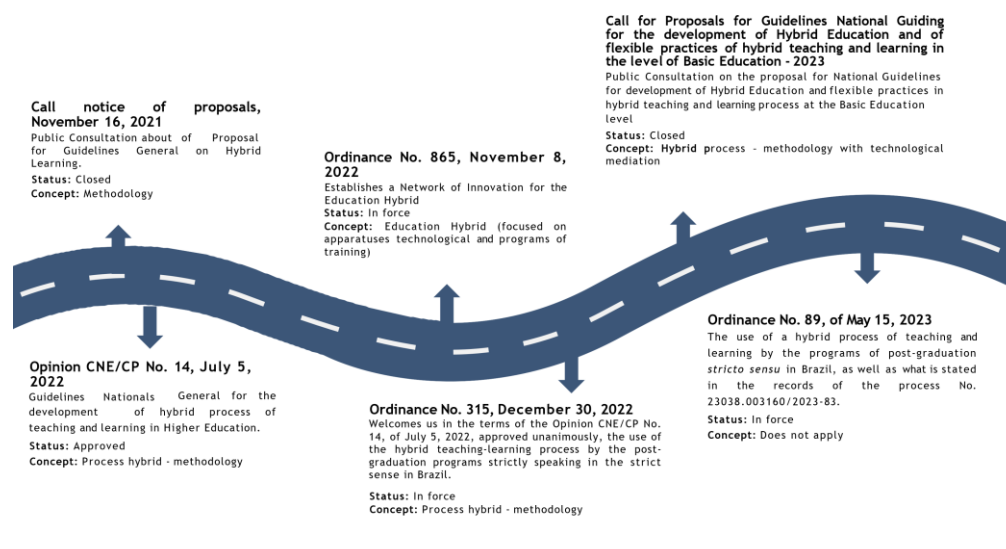 Call notice of proposals,
November 16, 2021
Public Consultation about of Proposal
for Guidelines General on Hybrid
Learning.
Status: Closed
Concept: Methodology
Opinion CNE/CP No. 14, July 5,
2022
Guidelines Nationals General for the
development of hybrid process of
teaching and learning in Higher Education.
Status: Approved
Concept: Process hybrid - methodology
Ordinance No. 865, November 8,
2022
Establishes a Network of Innovation for the
Education Hybrid
Status: In force
Concept: Education Hybrid (focused on
apparatuses technological and programs of
training)
Ordinance No. 315, December 30, 2022
Welcomes us in the terms of the Opinion CNE/CP No.
14, of July 5, 2022, approved unanimously, the use of
the hybrid teaching-learning process by the post-
graduation programs strictly speaking in the strict
sense in Brazil.
Status: In force
Concept: Process hybrid - methodology
Call for Proposals for Guidelines National Guiding
for the development of Hybrid Education and of
flexible practices of hybrid teaching and learning in
the level of Basic Education - 2023
Public Consultation on the proposal for National Guidelines
for development of Hybrid Education and flexible practices in
hybrid teaching and learning process at the Basic Education
level
Status: Closed
Concept: Hybrid process - methodology with technological
mediation
Ordinance No. 89, of May 15, 2023
The use of a hybrid process of teaching and
learning by the programs of post-graduation
stricto sensu in Brazil, as well as what is stated
in the records of the process No.
23038.003160/2023-83.
Status: In force
Concept: Does not apply